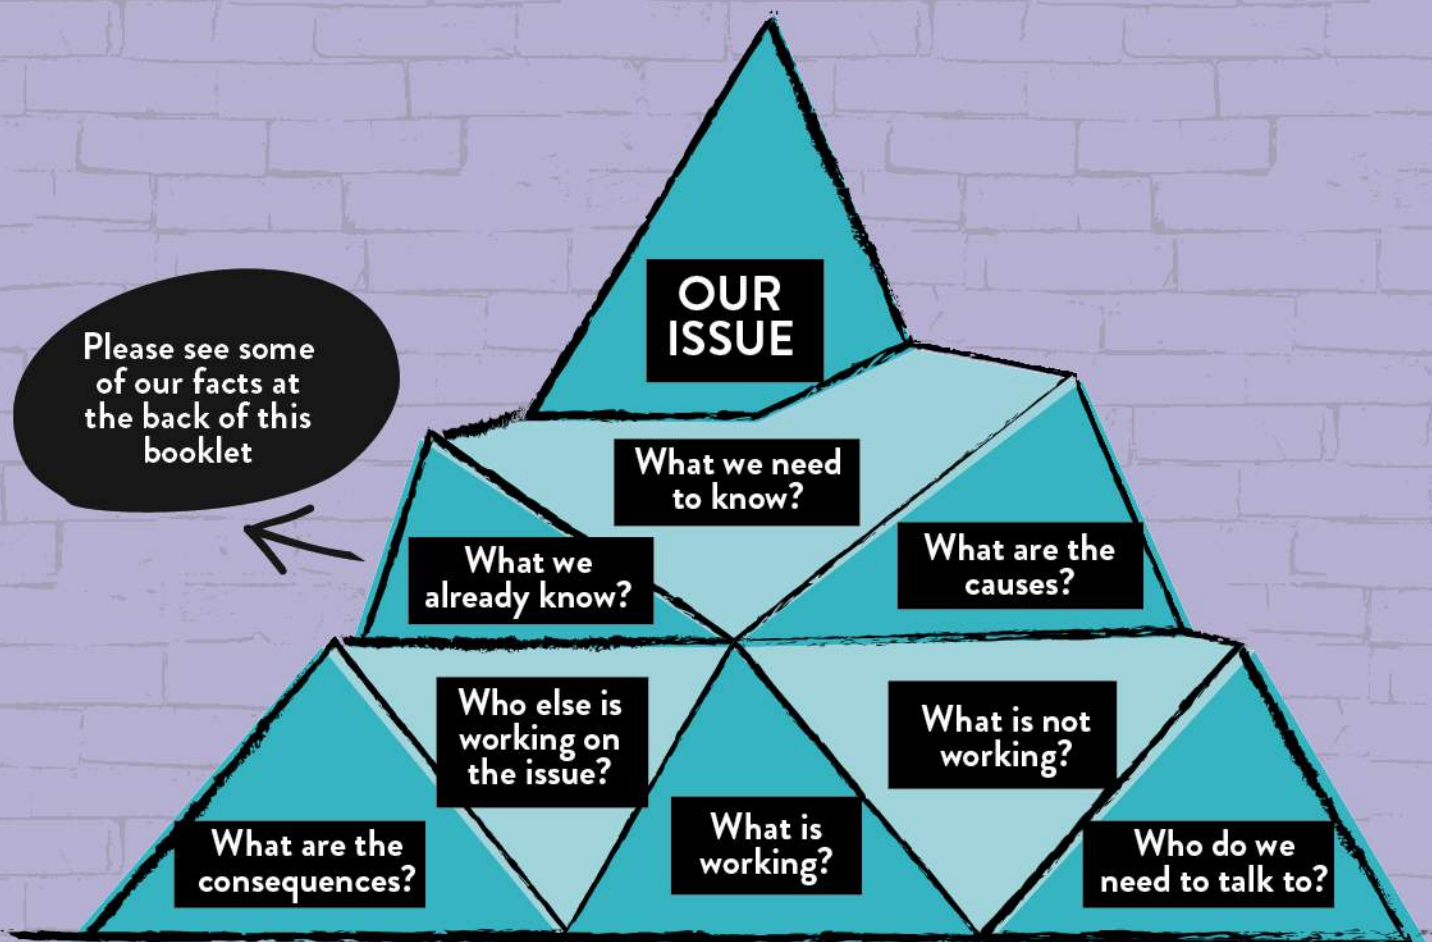 OUR
ISSUE
Please see some
of our facts at
the back of this
booklet
What we need
to know?
What we
already know?
What are the
causes?
Who else is
working on
the issue?
What is not
working?
What are the
consequences?
What is
working?
Who do we
need to talk to?